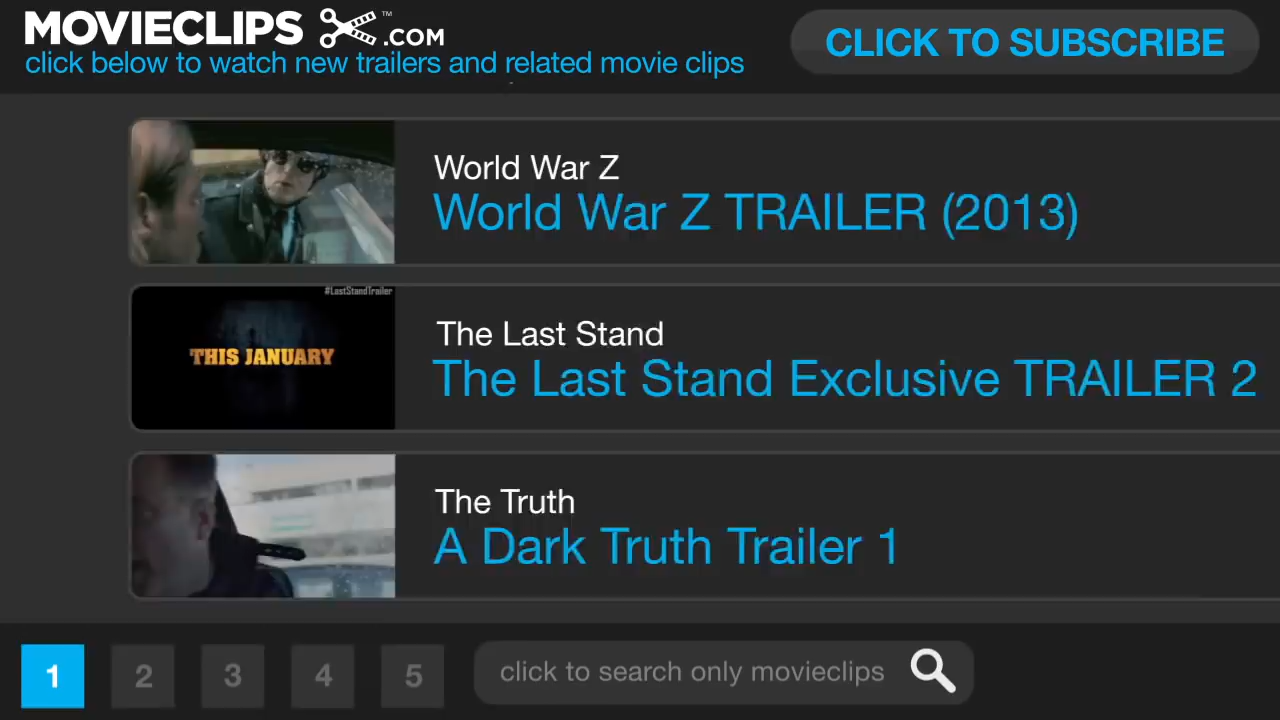 MOVIECLIPS ™ .COM
CLICK TO SUBSCRIBE
click below to watch new trailers and related movie clips
World War Z
World War Z TRAILER (2013)
#LastStandTrailer
THIS JANUARY
The Last Stand
The Last Stand Exclusive TRAILER 2
The Truth
A Dark Truth Trailer 1
1 2 3 4 5 click to search only movieclips